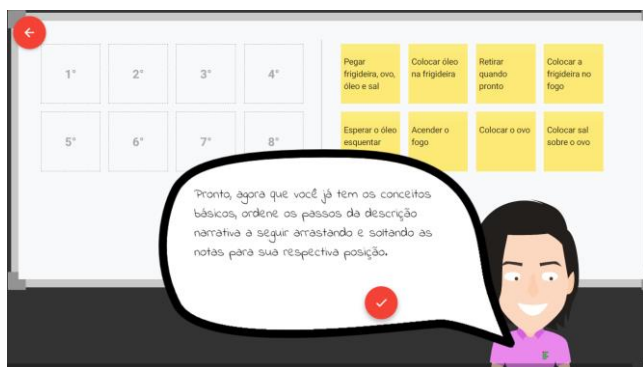 1°
2°
3°
4°
5°
6°
7°
8°
Pegar
frigideira, ovo,
óleo e sal
Colocar óleo
na frigideira
Retirar
quando
pronto
Colocar a
frigideira no
fogo
Esperar o óleo
esquentar
Acender o
fogo
Colocar o ovo
Colocar sal
sobre o ovo
Pronto, agora que você já tem os conceitos
básicos, ordene os passos da descrição
narrativa a seguir arrastando e soltando as
notas para sua respectiva posição.